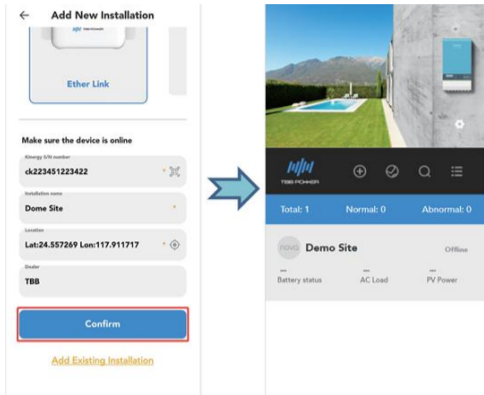 Add New Installation
Ether Link
Make sure the device is online
Kinergy S/N number
ck223451223422
Installation name
Dome Site
Location
Lat:24.557269 Lon:117.911717
Dealer
TBB
Confirm
Add Existing Installation
TBB POWER
Total: 1 Normal: 0 Abnormal: 0
nova Demo Site Offline
Battery status AC Load PV Power